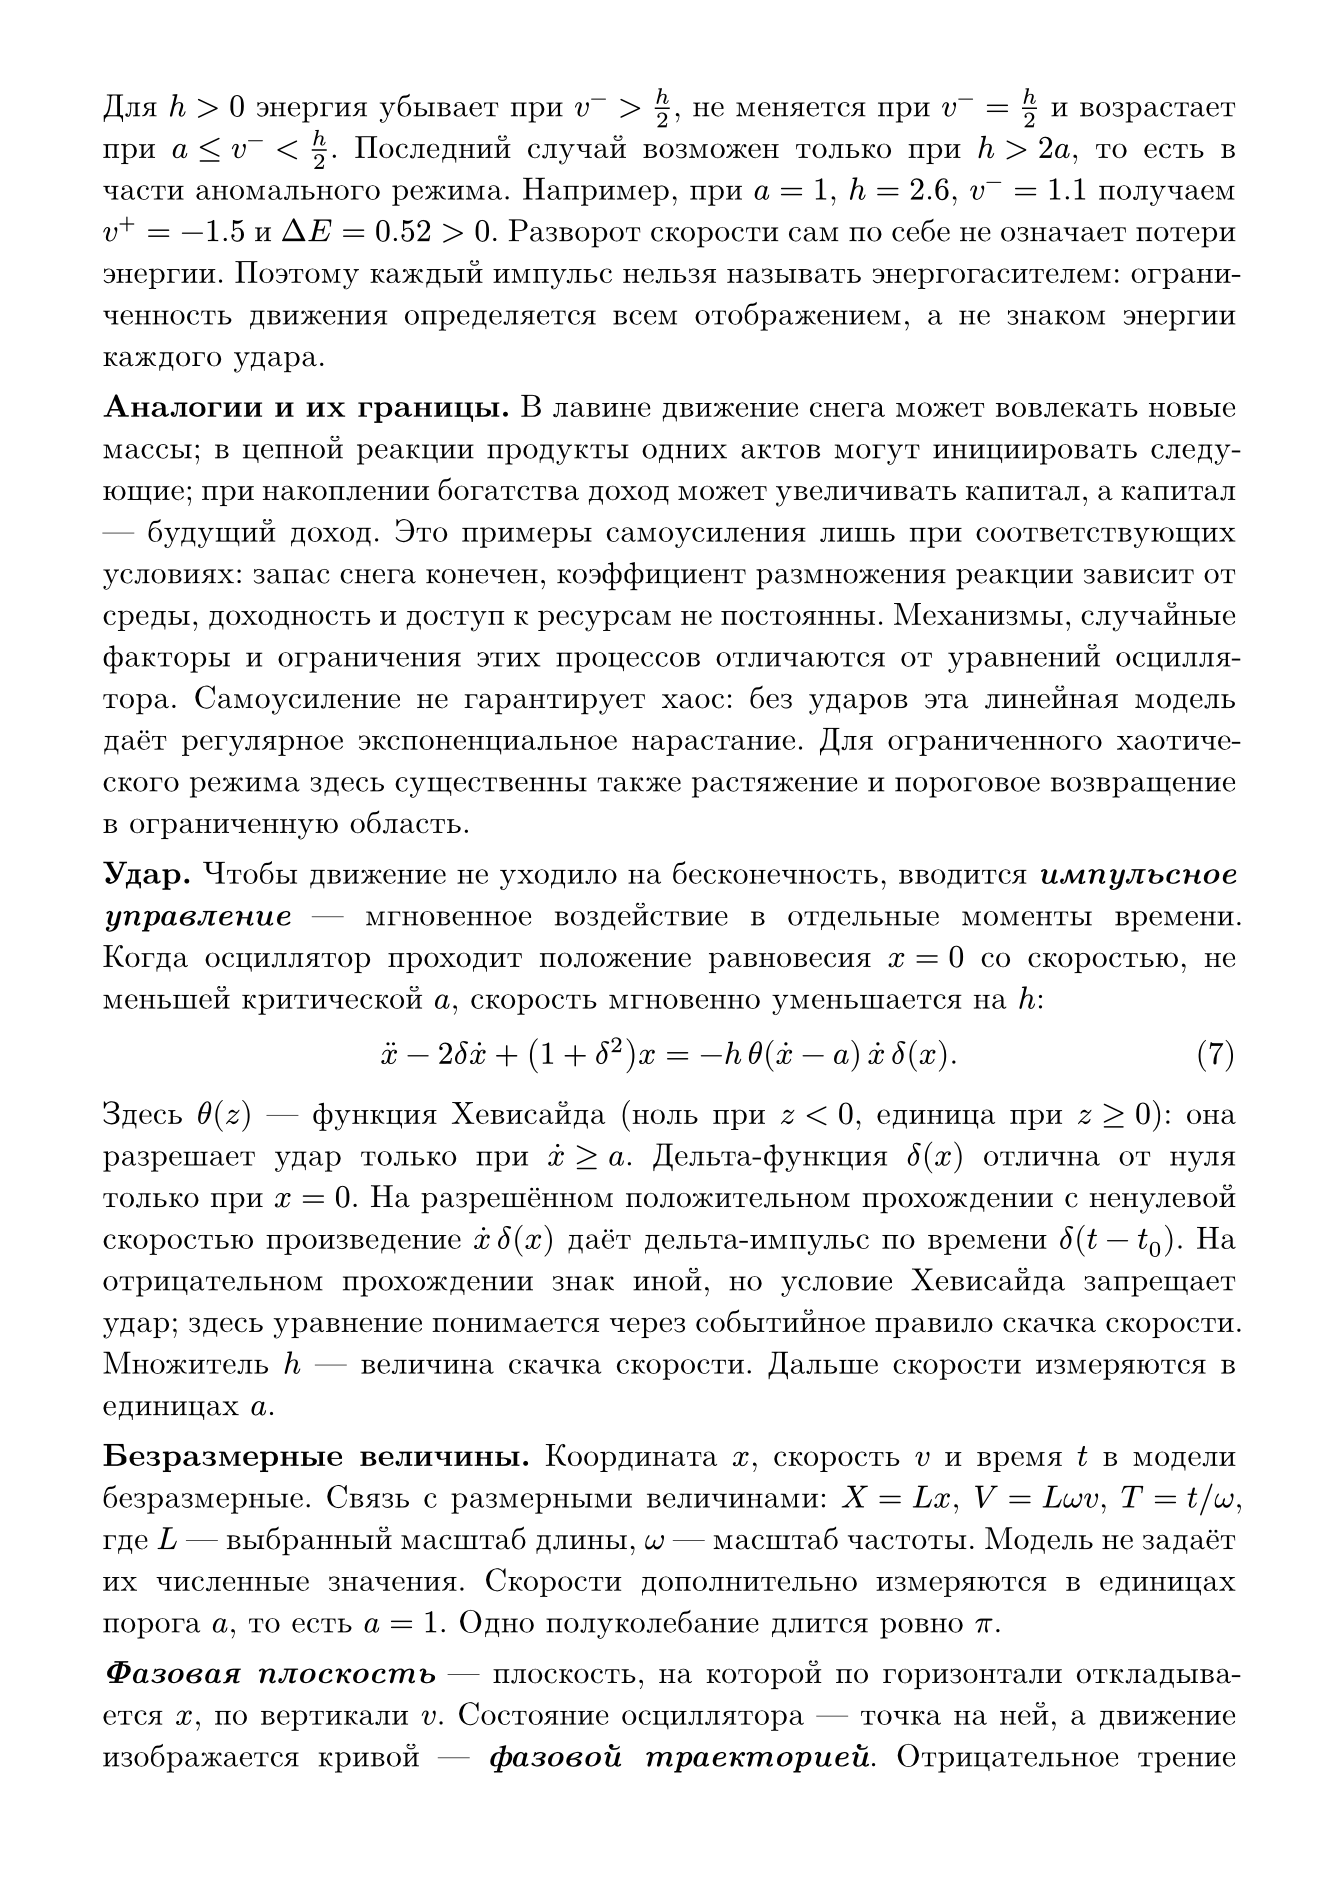 Для h > 0 энергия убывает при v⁻ > h/2, не меняется при v⁻ = h/2 и возрастает
при a ≤ v⁻ < h/2. Последний случай возможен только при h > 2a, то есть в
части аномального режима. Например, при a = 1, h = 2.6, v⁻ = 1.1 получаем
v⁺ = −1.5 и ΔE = 0.52 > 0. Разворот скорости сам по себе не означает потери
энергии. Поэтому каждый импульс нельзя называть энергогасителем: ограни-
ченность движения определяется всем отображением, а не знаком энергии
каждого удара.
Аналогии и их границы. В лавине движение снега может вовлекать новые
массы; в цепной реакции продукты одних актов могут инициировать следу-
ющие; при накоплении богатства доход может увеличивать капитал, а капитал
— будущий доход. Это примеры самоусиления лишь при соответствующих
условиях: запас снега конечен, коэффициент размножения реакции зависит от
среды, доходность и доступ к ресурсам не постоянны. Механизмы, случайные
факторы и ограничения этих процессов отличаются от уравнений осцилля-
тора. Самоусиление не гарантирует хаос: без ударов эта линейная модель
даёт регулярное экспоненциальное нарастание. Для ограниченного хаотиче-
ского режима здесь существенны также растяжение и пороговое возвращение
в ограниченную область.
Удар. Чтобы движение не уходило на бесконечность, вводится импульсное
управление — мгновенное воздействие в отдельные моменты времени.
Когда осциллятор проходит положение равновесия x = 0 со скоростью, не
меньшей критической a, скорость мгновенно уменьшается на h:
ẍ − 2δẋ + (1 + δ²)x = −h θ(ẋ − a) ẋ δ(x). (7)
Здесь θ(z) — функция Хевисайда (ноль при z < 0, единица при z ≥ 0): она
разрешает удар только при ẋ ≥ a. Дельта-функция δ(x) отлична от нуля
только при x = 0. На разрешённом положительном прохождении с ненулевой
скоростью произведение ẋ δ(x) даёт дельта-импульс по времени δ(t − t₀). На
отрицательном прохождении знак иной, но условие Хевисайда запрещает
удар; здесь уравнение понимается через событийное правило скачка скорости.
Множитель h — величина скачка скорости. Дальше скорости измеряются в
единицах a.
Безразмерные величины. Координата x, скорость v и время t в модели
безразмерные. Связь с размерными величинами: X = Lx, V = Lωv, T = t/ω,
где L — выбранный масштаб длины, ω — масштаб частоты. Модель не задаёт
их численные значения. Скорости дополнительно измеряются в единицах
порога a, то есть a = 1. Одно полуколебание длится ровно π.
Фазовая плоскость — плоскость, на которой по горизонтали откладыва-
ется x, по вертикали v. Состояние осциллятора — точка на ней, а движение
изображается кривой — фазовой траекторией. Отрицательное трение